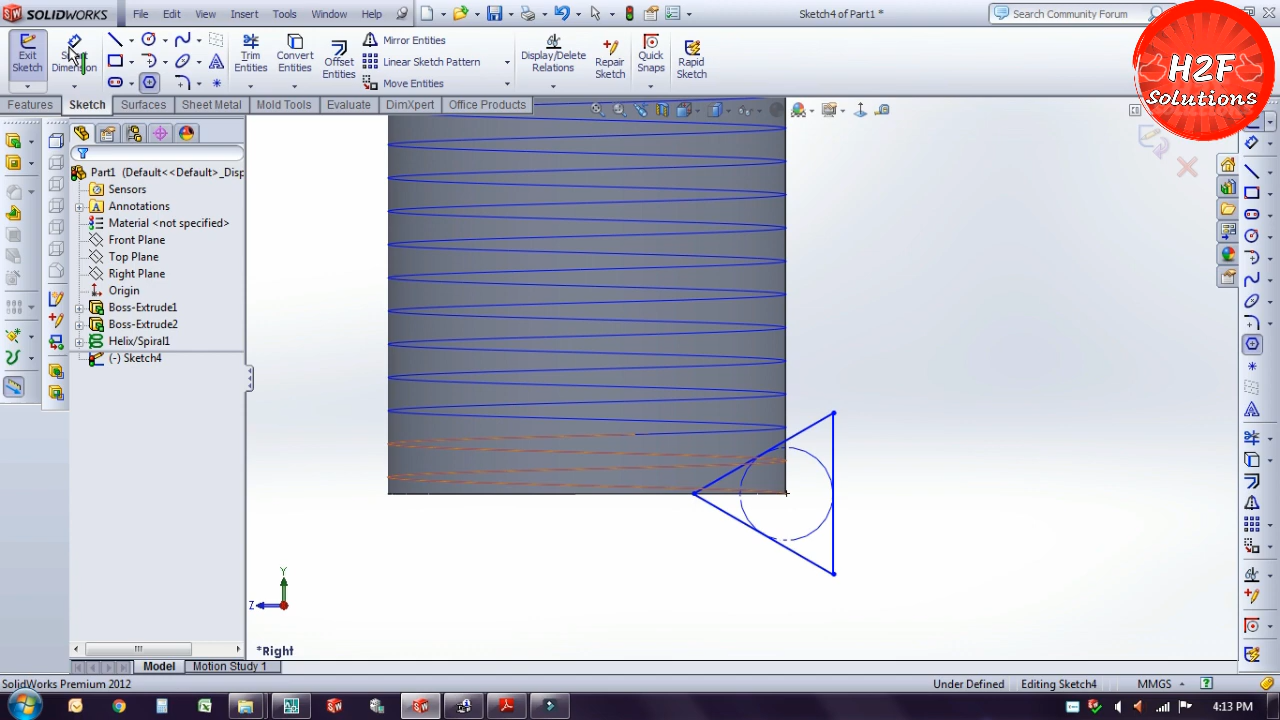 SOLIDWORKS File Edit View Insert Tools Window Help Sketch4 of Part1 * Search Community Forum
H2F
Solutions
Exit Sketch
Dimension
Trim Entities
Convert Entities
Offset Entities
Mirror Entities
Linear Sketch Pattern
Move Entities
Display/Delete Relations
Repair Sketch
Quick Snaps
Rapid Sketch
Features Sketch Surfaces Sheet Metal Mold Tools Evaluate DimXpert Office Products
Part1 (Default<<Default>_Disp
Sensors
Annotations
Material <not specified>
Front Plane
Top Plane
Right Plane
Origin
Boss-Extrude1
Boss-Extrude2
Helix/Spiral1
(-) Sketch4
Y
Z
*Right
Model Motion Study 1
SolidWorks Premium 2012 Under Defined Editing Sketch4 MMGS
4:13 PM